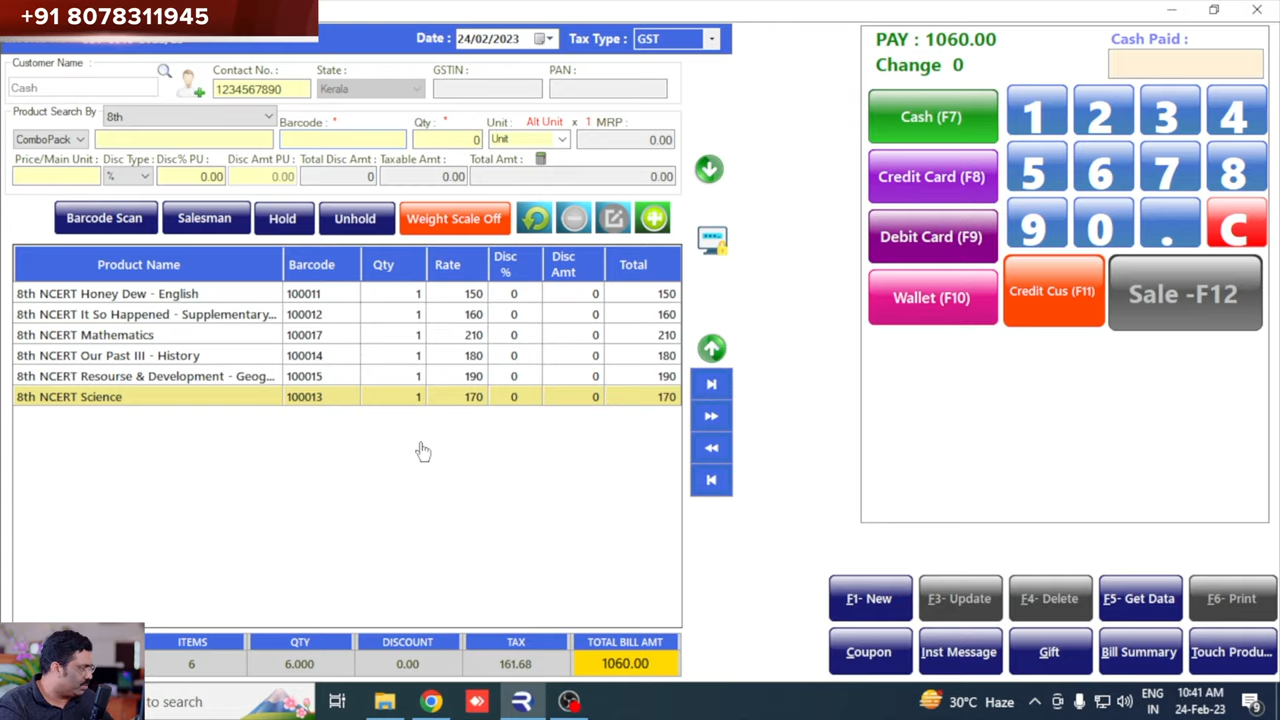 +91 8078311945
Date : 24/02/2023 Tax Type : GST
Customer Name :
Contact No. : State : GSTIN : PAN :
Cash 1234567890 Kerala
Product Search By 8th Barcode : * Qty : * Unit : Alt Unit x 1 MRP :
ComboPack 0 Unit 0.00
Price/Main Unit : Disc Type : Disc% PU : Disc Amt PU : Total Disc Amt : Taxable Amt : Total Amt :
% 0.00 0.00 0 0.00 0.00
Barcode Scan Salesman Hold Unhold Weight Scale Off
Product Name Barcode Qty Rate Disc % Disc Amt Total
8th NCERT Honey Dew - English 100011 1 150 0 0 150
8th NCERT It So Happened - Supplementary... 100012 1 160 0 0 160
8th NCERT Mathematics 100017 1 210 0 0 210
8th NCERT Our Past III - History 100014 1 180 0 0 180
8th NCERT Resourse & Development - Geog... 100015 1 190 0 0 190
8th NCERT Science 100013 1 170 0 0 170
ITEMS QTY DISCOUNT TAX TOTAL BILL AMT
6 6.000 0.00 161.68 1060.00
PAY : 1060.00 Cash Paid :
Change 0
Cash (F7) 1 2 3 4
Credit Card (F8) 5 6 7 8
Debit Card (F9) 9 0 . C
Wallet (F10) Credit Cus (F11) Sale -F12
F1- New F3- Update F4- Delete F5- Get Data F6- Print
Coupon Inst Message Gift Bill Summary Touch Produ...
to search 30°C Haze ENG IN 10:41 AM 24-Feb-23 9